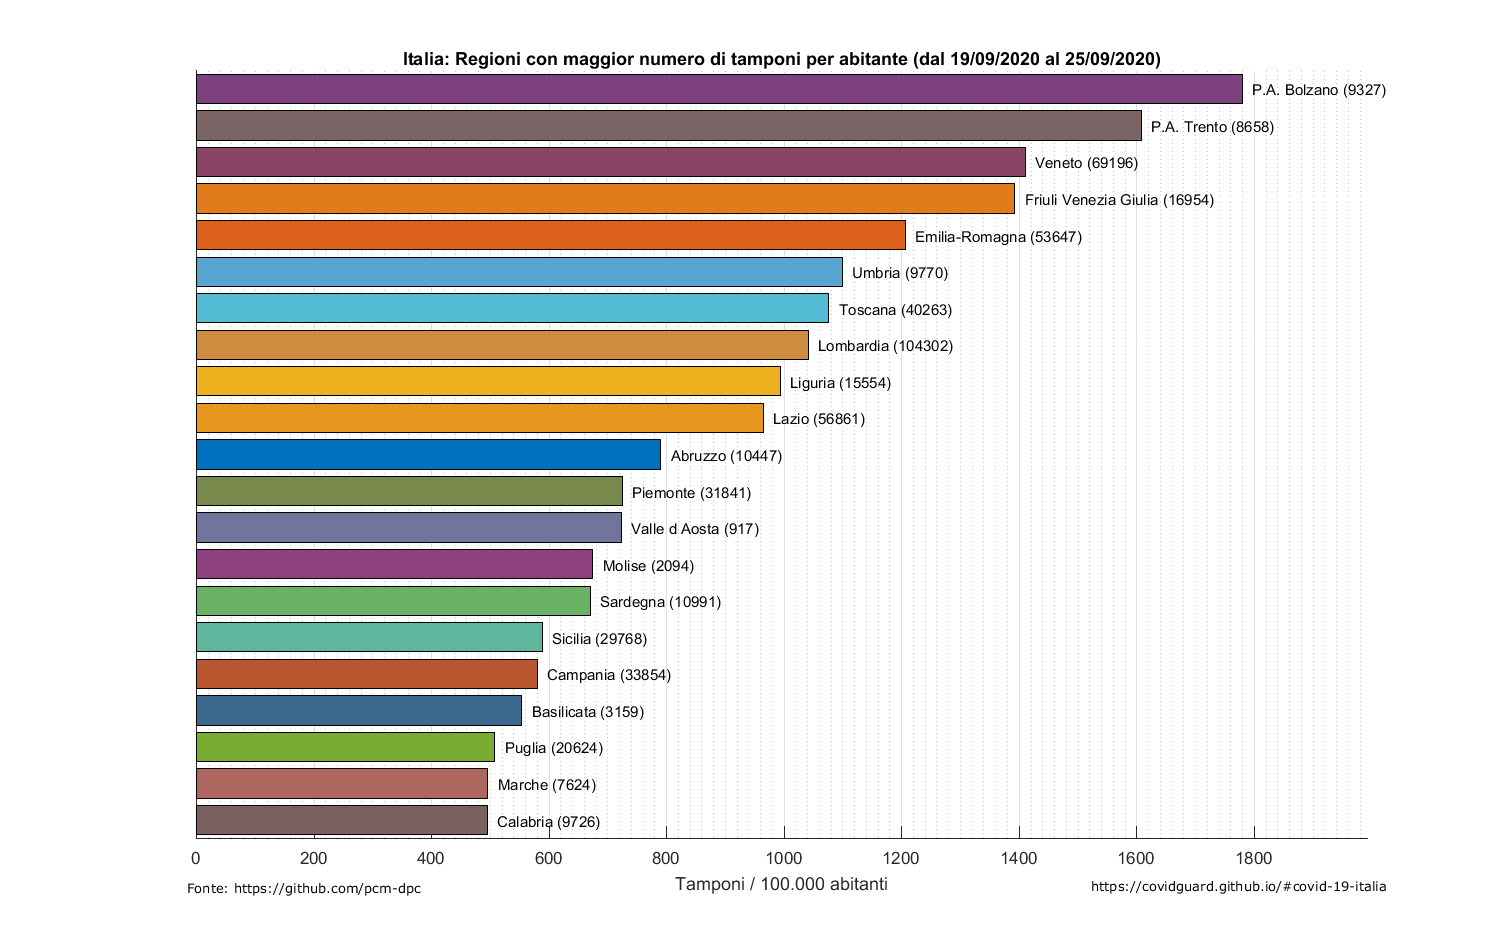 Italia: Regioni con maggior numero di tamponi per abitante (dal 19/09/2020 al 25/09/2020)
P.A. Bolzano (9327)
P.A. Trento (8658)
Veneto (69196)
Friuli Venezia Giulia (16954)
Emilia-Romagna (53647)
Umbria (9770)
Toscana (40263)
Lombardia (104302)
Liguria (15554)
Lazio (56861)
Abruzzo (10447)
Piemonte (31841)
Valle d Aosta (917)
Molise (2094)
Sardegna (10991)
Sicilia (29768)
Campania (33854)
Basilicata (3159)
Puglia (20624)
Marche (7624)
Calabria (9726)
0 200 400 600 800 1000 1200 1400 1600 1800
Tamponi / 100.000 abitanti
Fonte: https://github.com/pcm-dpc
https://covidguard.github.io/#covid-19-italia